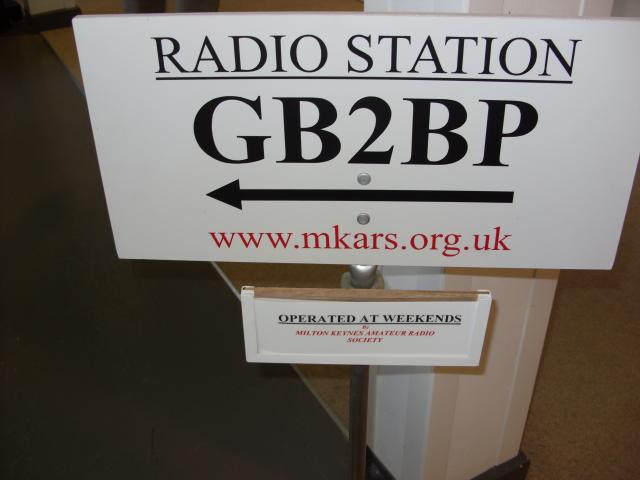 RADIO STATION
GB2BP
www.mkars.org.uk
OPERATED AT WEEKENDS
By
MILTON KEYNES AMATEUR RADIO
SOCIETY